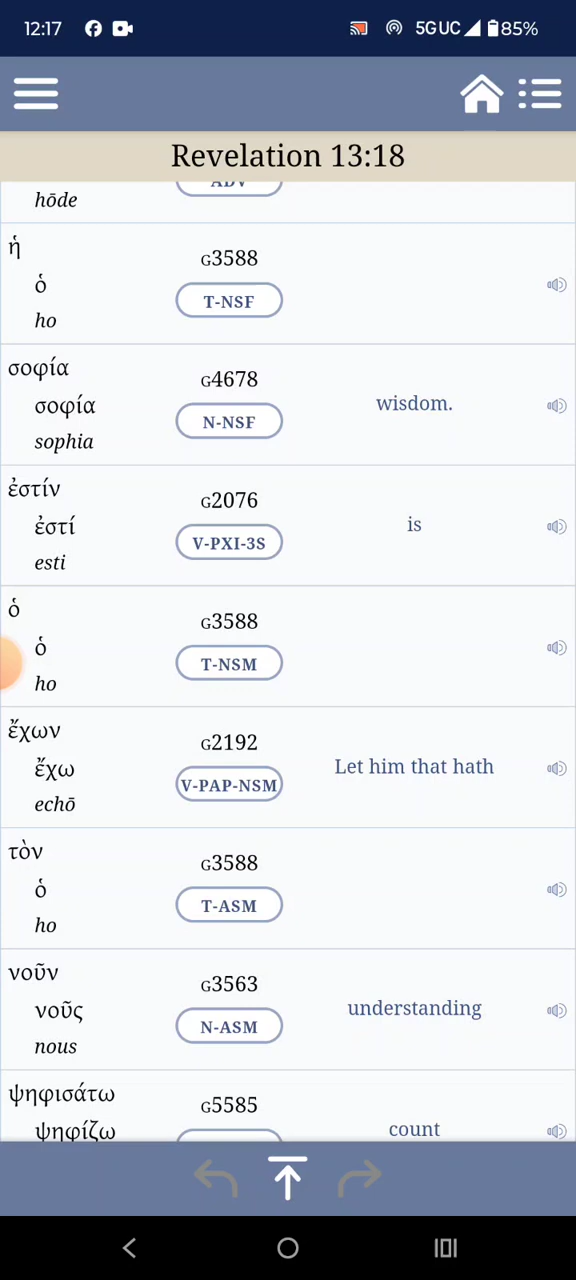 12:17 5GUC 85%
Revelation 13:18
ADV
hōde
ἡ
G3588
ὁ
T-NSF
ho
σοφία
G4678
σοφία
wisdom.
N-NSF
sophia
ἐστίν
G2076
ἐστί
is
V-PXI-3S
esti
ὁ
G3588
ὁ
T-NSM
ho
ἔχων
G2192
ἔχω
Let him that hath
V-PAP-NSM
echō
τὸν
G3588
ὁ
T-ASM
ho
νοῦν
G3563
νοῦς
understanding
N-ASM
nous
ψηφισάτω
G5585
ψηφίζω
count